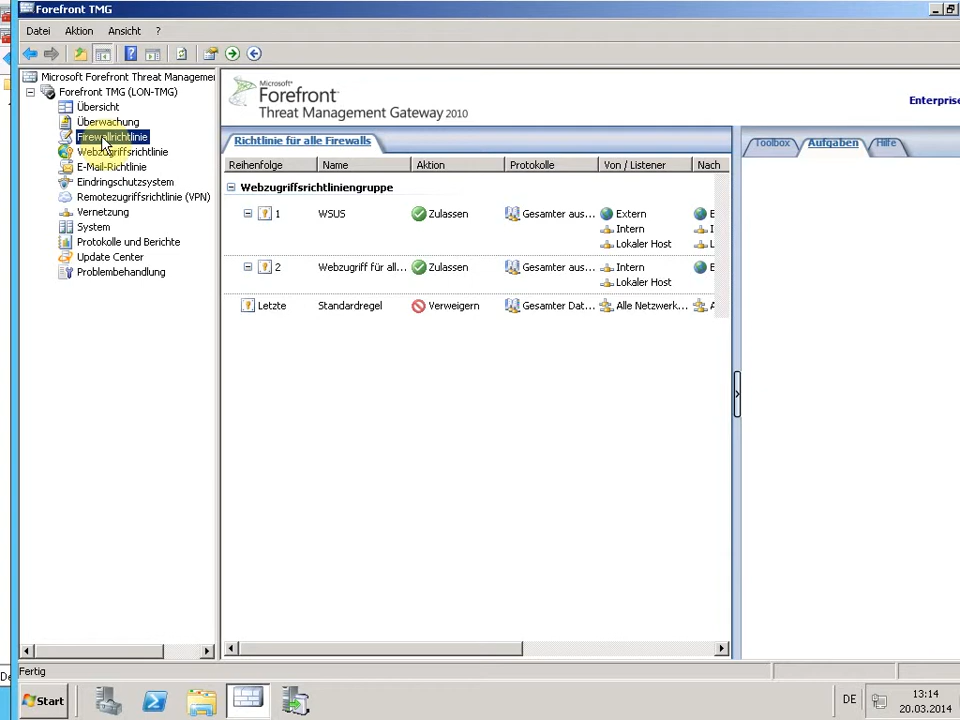 Forefront TMG
Datei Aktion Ansicht ?
Microsoft Forefront Threat Manageme
Forefront TMG (LON-TMG)
Übersicht
Überwachung
Firewallrichtlinie
Webzugriffsrichtlinie
E-Mail-Richtlinie
Eindringschutzsystem
Remotezugriffsrichtlinie (VPN)
Vernetzung
System
Protokolle und Berichte
Update Center
Problembehandlung
Microsoft®
Forefront™
Threat Management Gateway 2010
Enterprise
Richtlinie für alle Firewalls
Reihenfolge Name Aktion Protokolle Von / Listener Nach
Webzugriffsrichtliniengruppe
1 WSUS Zulassen Gesamter aus... Extern E
Intern I
Lokaler Host L
2 Webzugriff für all... Zulassen Gesamter aus... Intern E
Lokaler Host
Letzte Standardregel Verweigern Gesamter Dat... Alle Netzwerk... A
Toolbox Aufgaben Hilfe
Fertig
De
Start
DE
13:14
20.03.2014